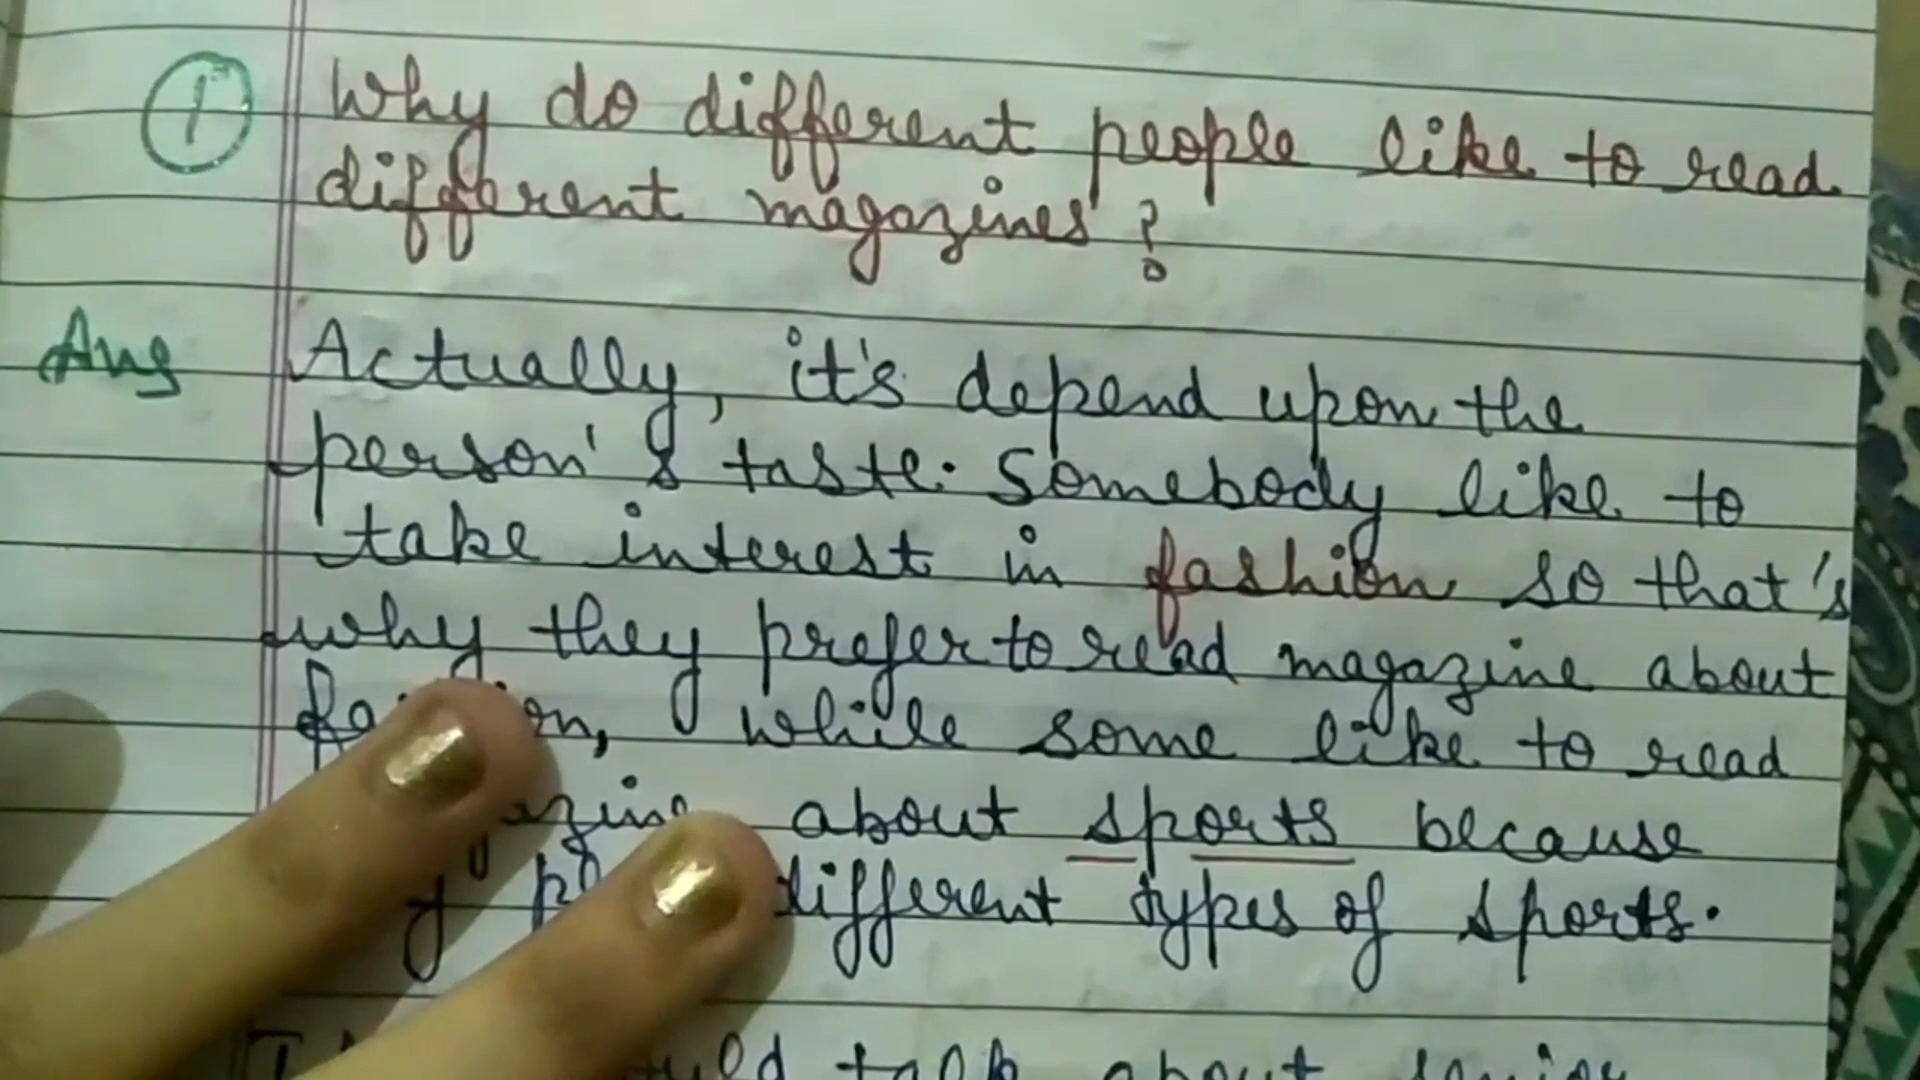 1 Why do different people like to read
different magazines?
Ans Actually, it's depend upon the
person's taste. Somebody like to
take interest in fashion so that's
why they prefer to read magazine about
while some like to read
about sports because
different types of sports.
talk about